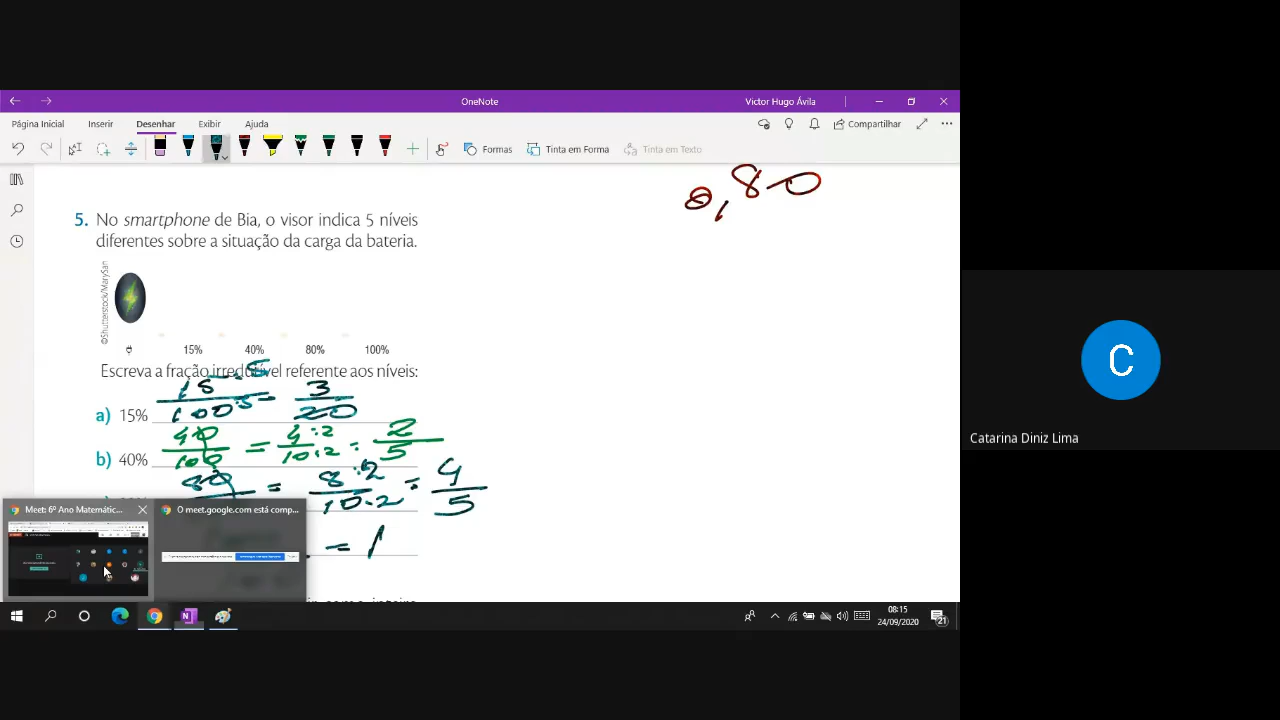 OneNote
Victor Hugo Ávila
Página Inicial Inserir Desenhar Exibir Ajuda
Compartilhar
Formas Tinta em Forma Tinta em Texto
0,80
5. No smartphone de Bia, o visor indica 5 níveis
diferentes sobre a situação da carga da bateria.
©Shutterstock/MarySan
15% 40% 80% 100%
Escreva a fração irredutível referente aos níveis:
a) 15% 15/100 :5 = 3/20
b) 40% 40/100 = 4:2/10:2 = 2/5
80 = 8:2/10:2 = 4/5
= 1
Meet: 6º Ano Matemátic...
O meet.google.com está comp...
C
Catarina Diniz Lima
08:15
24/09/2020
21